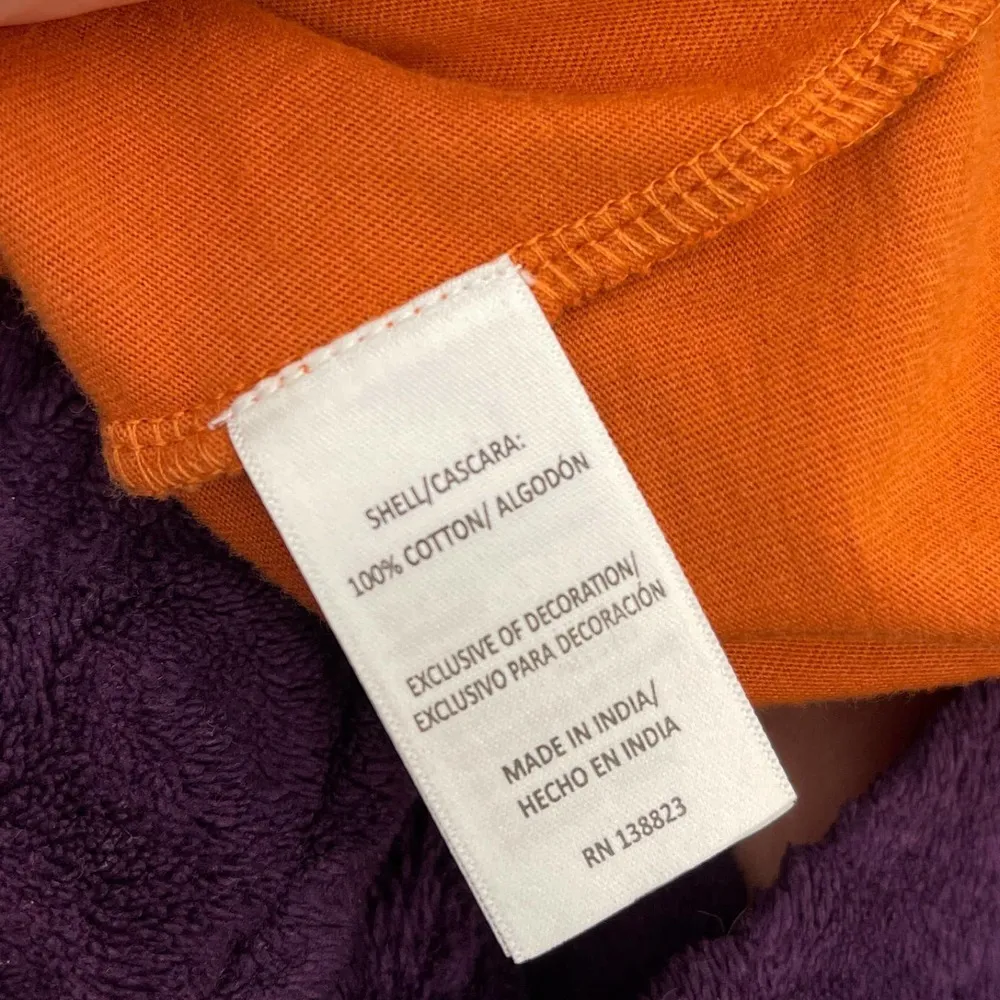 SHELL/CASCARA:
100% COTTON/ ALGODÓN
EXCLUSIVE OF DECORATION/
EXCLUSIVO PARA DECORACIÓN
MADE IN INDIA/
HECHO EN INDIA
RN 138823